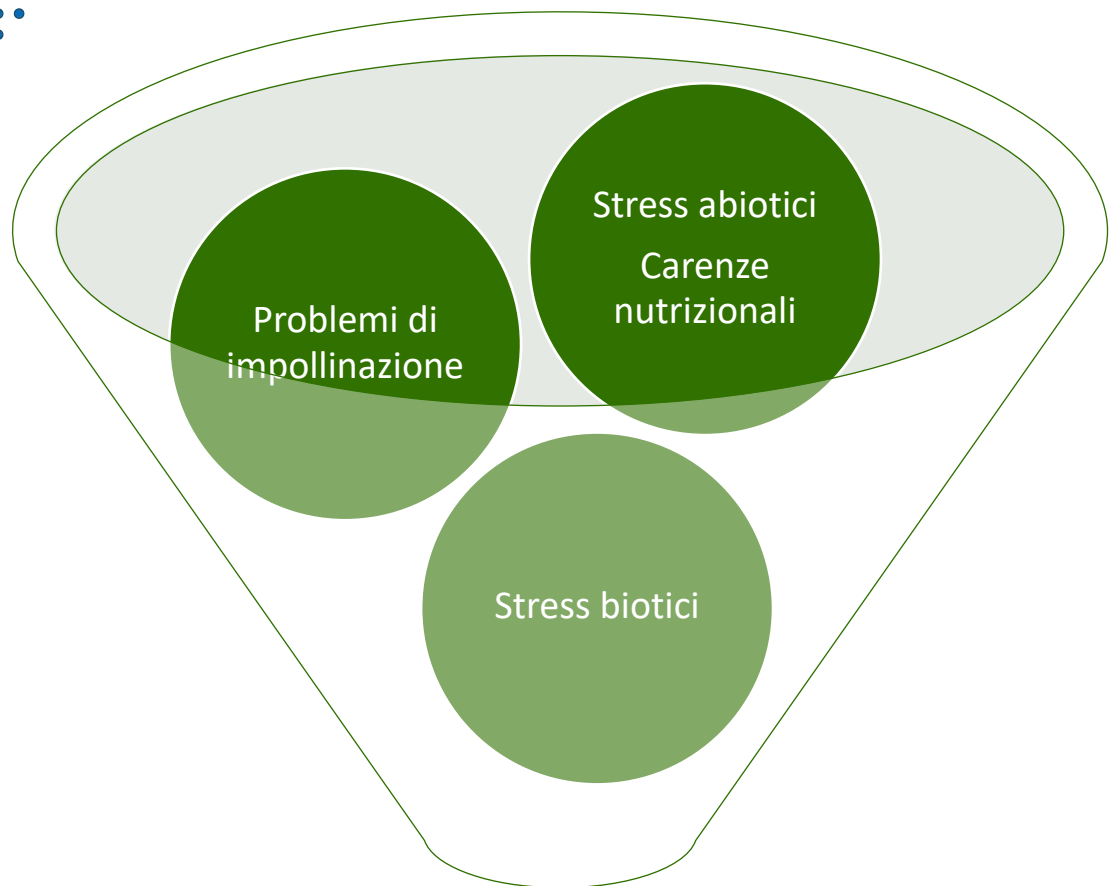 Problemi di
impollinazione
Stress abiotici
Carenze
nutrizionali
Stress biotici